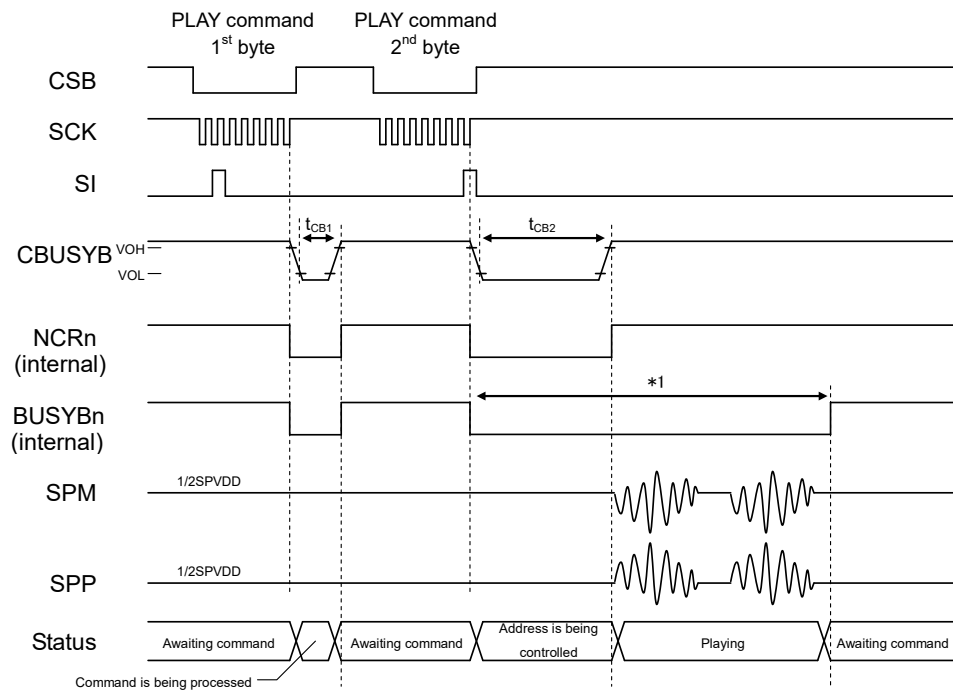 PLAY command
1st byte
PLAY command
2nd byte
CSB
SCK
SI
tCB1
tCB2
CBUSYB
VOH
VOL
NCRn
(internal)
*1
BUSYBn
(internal)
SPM
1/2SPVDD
SPP
1/2SPVDD
Status
Awaiting command
Awaiting command
Address is being
controlled
Playing
Awaiting command
Command is being processed